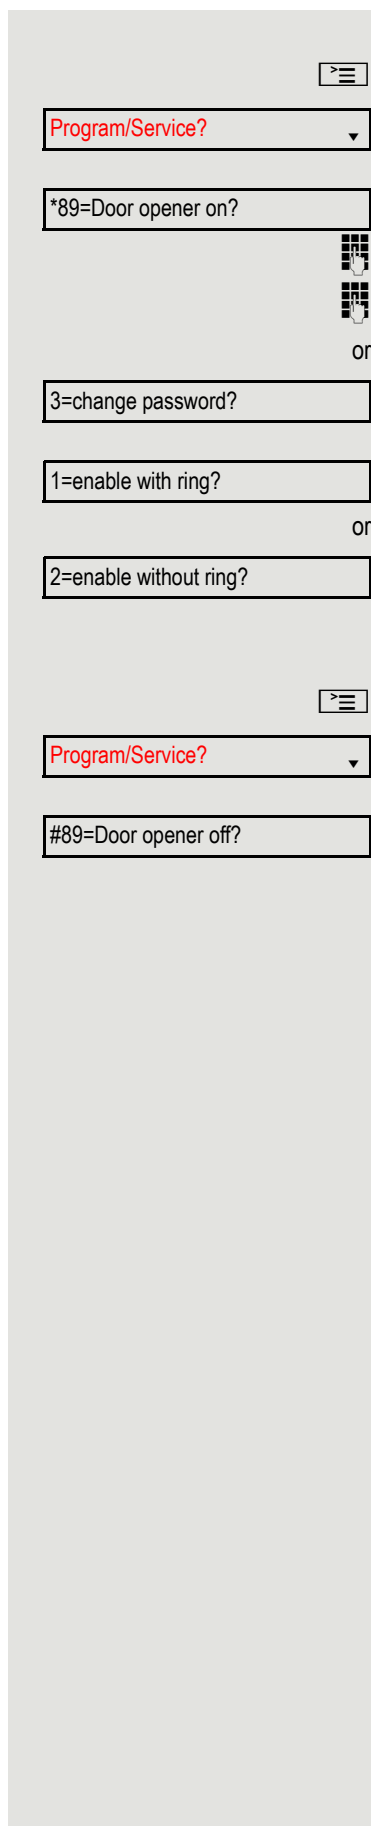 Program/Service?
*89=Door opener on?
or
3=change password?
1=enable with ring?
or
2=enable without ring?
Program/Service?
#89=Door opener off?